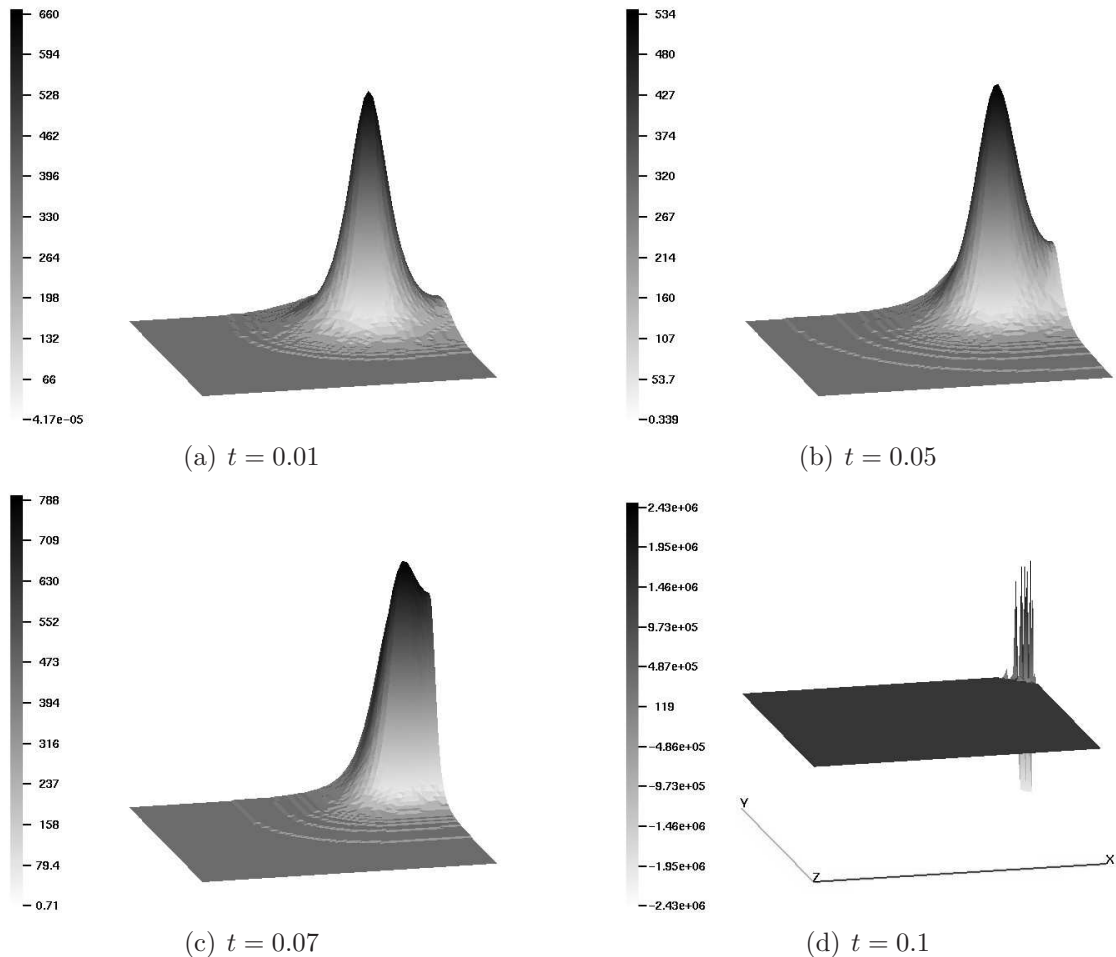 660
594
528
462
396
330
264
198
132
66
4.17e-05
(a) t = 0.01
534
480
427
374
320
267
214
160
107
53.7
0.339
(b) t = 0.05
788
709
630
552
473
394
316
237
158
79.4
0.71
(c) t = 0.07
2.43e+06
1.95e+06
1.46e+06
9.73e+05
4.87e+05
119
-4.86e+05
-9.73e+05
-1.46e+06
-1.95e+06
-2.43e+06
Y
Z
X
(d) t = 0.1